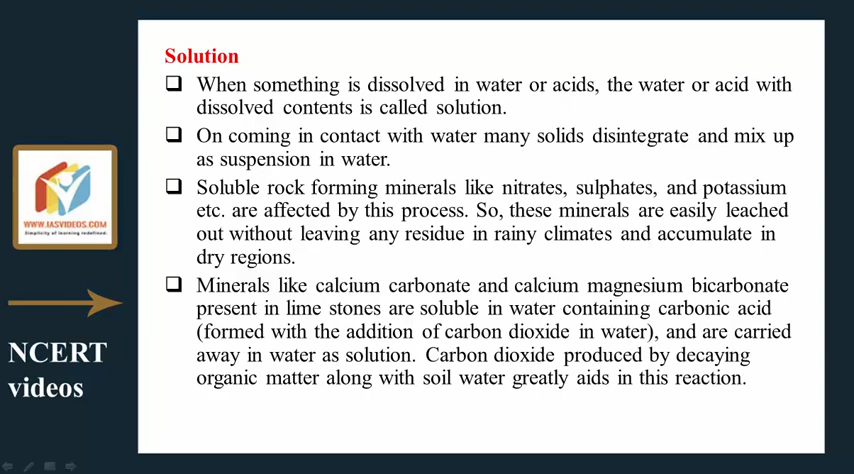 Solution
When something is dissolved in water or acids, the water or acid with
dissolved contents is called solution.
On coming in contact with water many solids disintegrate and mix up
as suspension in water.
Soluble rock forming minerals like nitrates, sulphates, and potassium
etc. are affected by this process. So, these minerals are easily leached
out without leaving any residue in rainy climates and accumulate in
dry regions.
Minerals like calcium carbonate and calcium magnesium bicarbonate
present in lime stones are soluble in water containing carbonic acid
(formed with the addition of carbon dioxide in water), and are carried
away in water as solution. Carbon dioxide produced by decaying
organic matter along with soil water greatly aids in this reaction.
WWW.IASVIDEOS.COM
Simplicity of learning redefined.
NCERT
videos